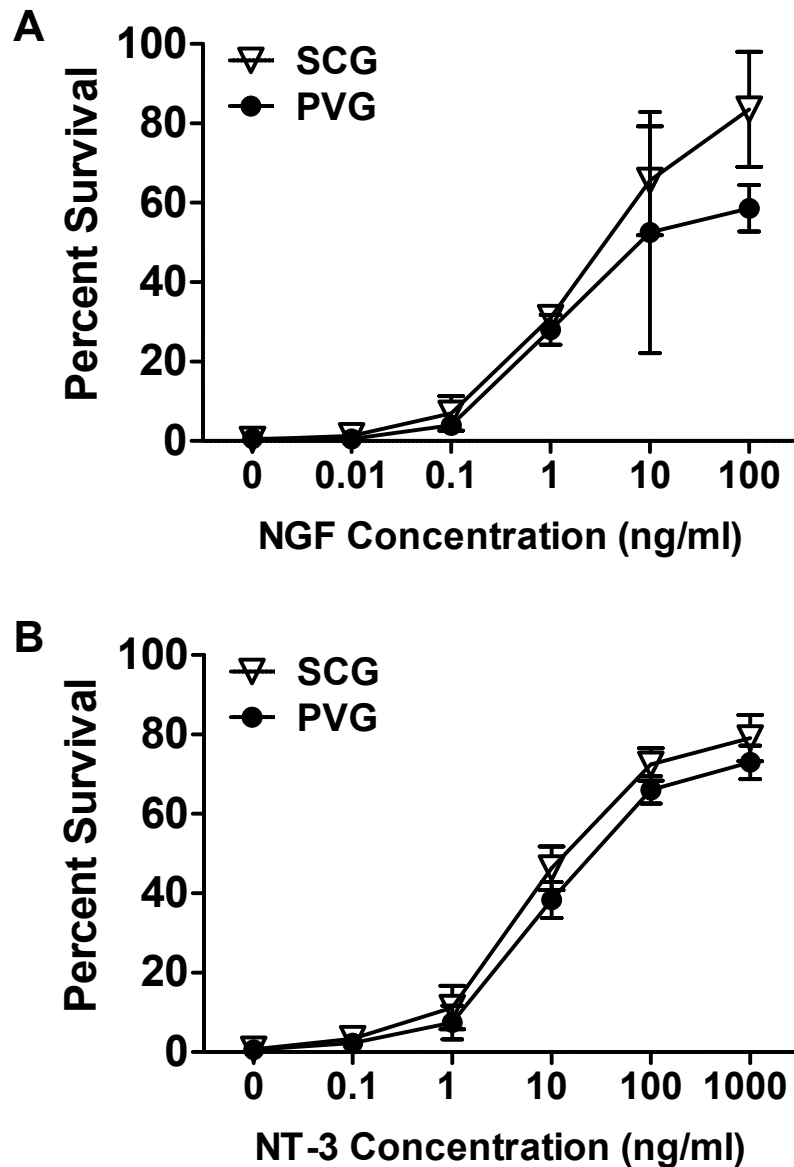 A
Percent Survival
100
80
60
40
20
0
SCG
PVG
0 0.01 0.1 1 10 100
NGF Concentration (ng/ml)
B
Percent Survival
100
80
60
40
20
0
SCG
PVG
0 0.1 1 10 100 1000
NT-3 Concentration (ng/ml)